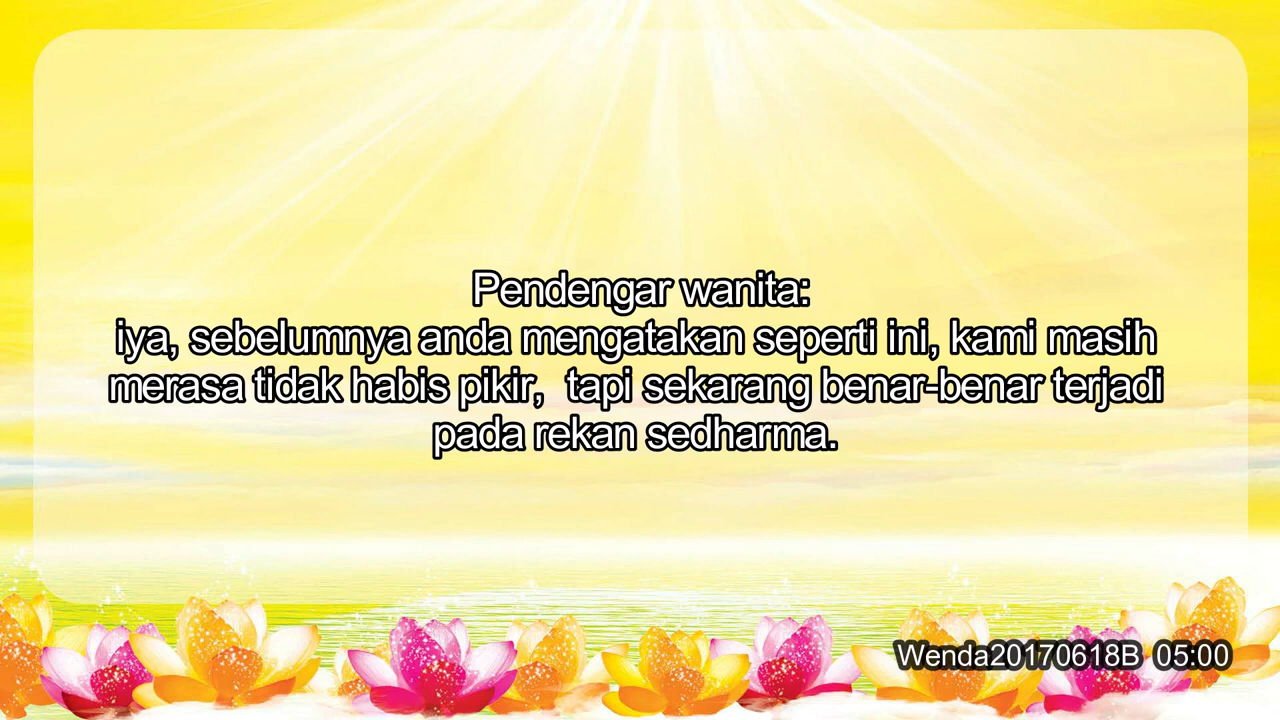 Pendengar wanita:
iya, sebelumnya anda mengatakan seperti ini, kami masih
merasa tidak habis pikir,  tapi sekarang benar-benar terjadi
pada rekan sedharma.
Wenda20170618B  05:00